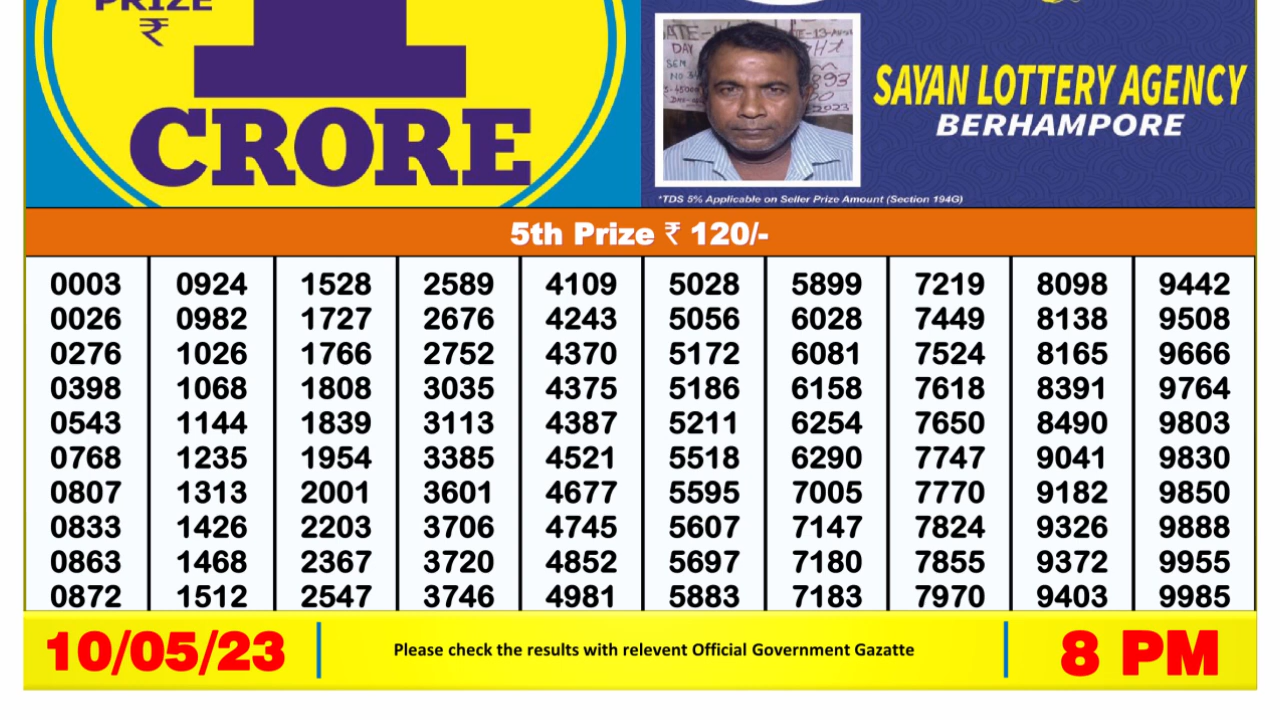 PRIZE
₹
1
CRORE
SAYAN LOTTERY AGENCY
BERHAMPORE
*TDS 5% Applicable on Seller Prize Amount (Section 194G)
5th Prize ₹ 120/-
0003 0924 1528 2589 4109 5028 5899 7219 8098 9442
0026 0982 1727 2676 4243 5056 6028 7449 8138 9508
0276 1026 1766 2752 4370 5172 6081 7524 8165 9666
0398 1068 1808 3035 4375 5186 6158 7618 8391 9764
0543 1144 1839 3113 4387 5211 6254 7650 8490 9803
0768 1235 1954 3385 4521 5518 6290 7747 9041 9830
0807 1313 2001 3601 4677 5595 7005 7770 9182 9850
0833 1426 2203 3706 4745 5607 7147 7824 9326 9888
0863 1468 2367 3720 4852 5697 7180 7855 9372 9955
0872 1512 2547 3746 4981 5883 7183 7970 9403 9985
10/05/23
Please check the results with relevent Official Government Gazatte
8 PM